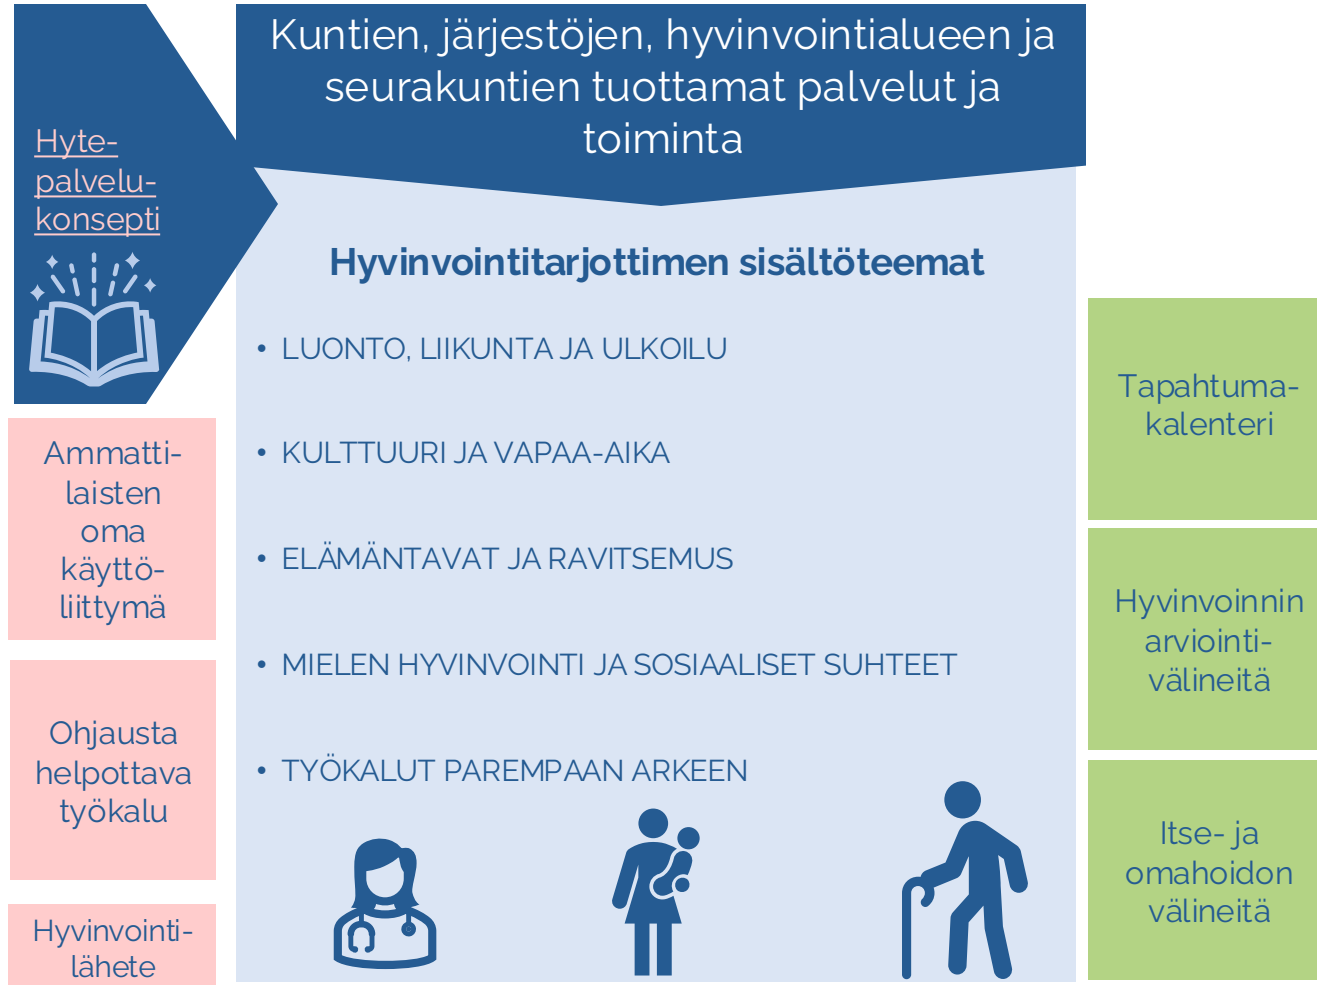 Kuntien, järjestöjen, hyvinvointialueen ja
seurakuntien tuottamat palvelut ja
toiminta
Hyte-
palvelu-
konsepti
Hyvinvointitarjottimen sisältöteemat
• LUONTO, LIIKUNTA JA ULKOILU
• KULTTUURI JA VAPAA-AIKA
• ELÄMÄNTAVAT JA RAVITSEMUS
• MIELEN HYVINVOINTI JA SOSIAALISET SUHTEET
• TYÖKALUT PAREMPAAN ARKEEN
Ammatti-
laisten
oma
käyttö-
liittymä
Ohjausta
helpottava
työkalu
Hyvinvointi-
lähete
Tapahtuma-
kalenteri
Hyvinvoinnin
arviointi-
välineitä
Itse- ja
omahoidon
välineitä